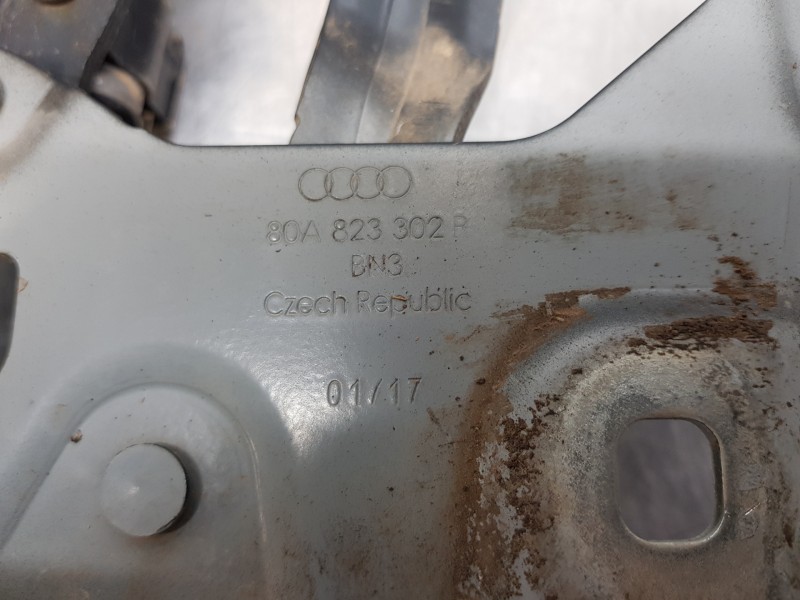 80A 823 302
BN3
Czech Republic
01/17